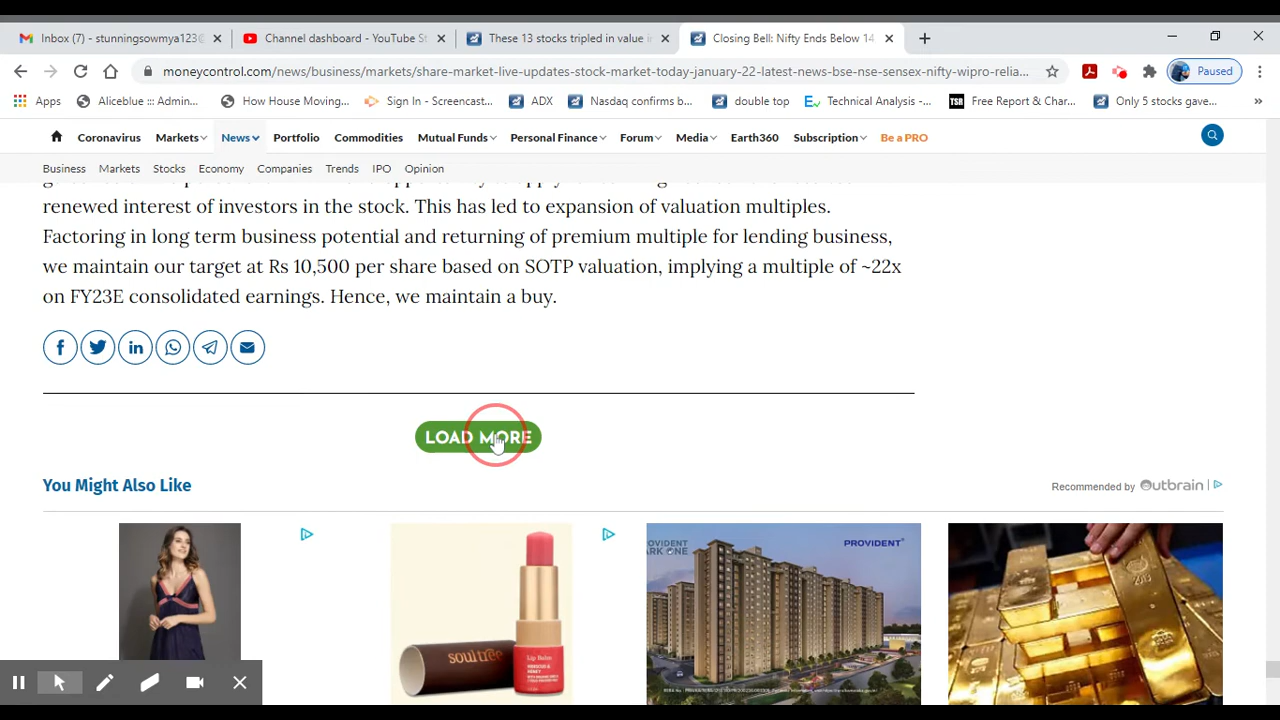 Inbox (7) - stunningsowmya123@
Channel dashboard - YouTube St
These 13 stocks tripled in value i
Closing Bell: Nifty Ends Below 14
moneycontrol.com/news/business/markets/share-market-live-updates-stock-market-today-january-22-latest-news-bse-nse-sensex-nifty-wipro-relia...
Paused
Apps
Aliceblue ::: Admin...
How House Moving...
Sign In - Screencast...
ADX
Nasdaq confirms b...
double top
Technical Analysis -...
TSR
Free Report & Char...
Only 5 stocks gave...
»
Coronavirus
Markets
News
Portfolio
Commodities
Mutual Funds
Personal Finance
Forum
Media
Earth360
Subscription
Be a PRO
Business
Markets
Stocks
Economy
Companies
Trends
IPO
Opinion
renewed interest of investors in the stock. This has led to expansion of valuation multiples.
Factoring in long term business potential and returning of premium multiple for lending business,
we maintain our target at Rs 10,500 per share based on SOTP valuation, implying a multiple of ~22x
on FY23E consolidated earnings. Hence, we maintain a buy.
LOAD MORE
You Might Also Like
Recommended by Outbrain
PROVIDENT
soultree
Lip Balm
PROVIDENT